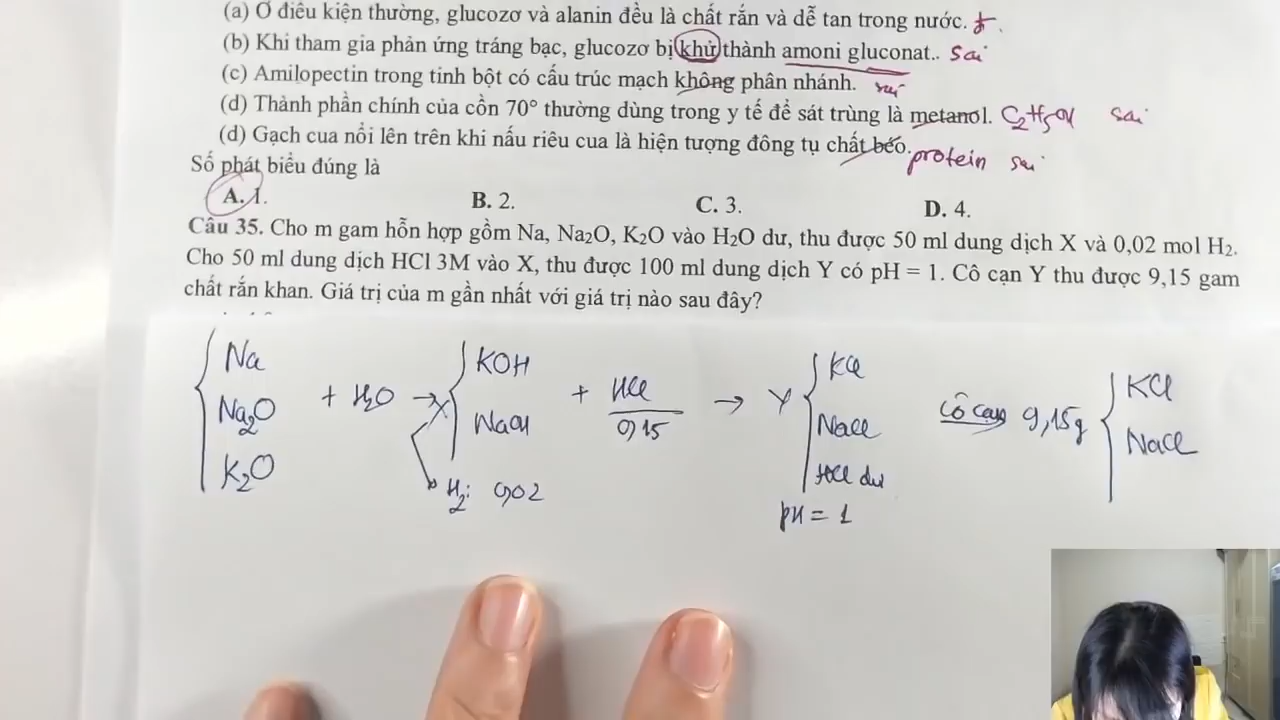 (a) Ở điều kiện thường, glucozơ và alanin đều là chất rắn và dễ tan trong nước. đ.
(b) Khi tham gia phản ứng tráng bạc, glucozơ bị khử thành amoni gluconat.. sai
(c) Amilopectin trong tinh bột có cấu trúc mạch không phân nhánh. sai
(d) Thành phần chính của cồn 70° thường dùng trong y tế để sát trùng là metanol. C2H5OH sai
(d) Gạch cua nổi lên trên khi nấu riêu cua là hiện tượng đông tụ chất béo. protein sai
Số phát biểu đúng là
A. 1. B. 2. C. 3. D. 4.
Câu 35. Cho m gam hỗn hợp gồm Na, Na2O, K2O vào H2O dư, thu được 50 ml dung dịch X và 0,02 mol H2.
Cho 50 ml dung dịch HCl 3M vào X, thu được 100 ml dung dịch Y có pH = 1. Cô cạn Y thu được 9,15 gam
chất rắn khan. Giá trị của m gần nhất với giá trị nào sau đây?
Na KOH KCl KCl
Na2O + H2O → X NaOH + HCl → Y NaCl cô cạn 9,15g NaCl
K2O 0,15 HCl dư
H2: 0,02 pH = 1